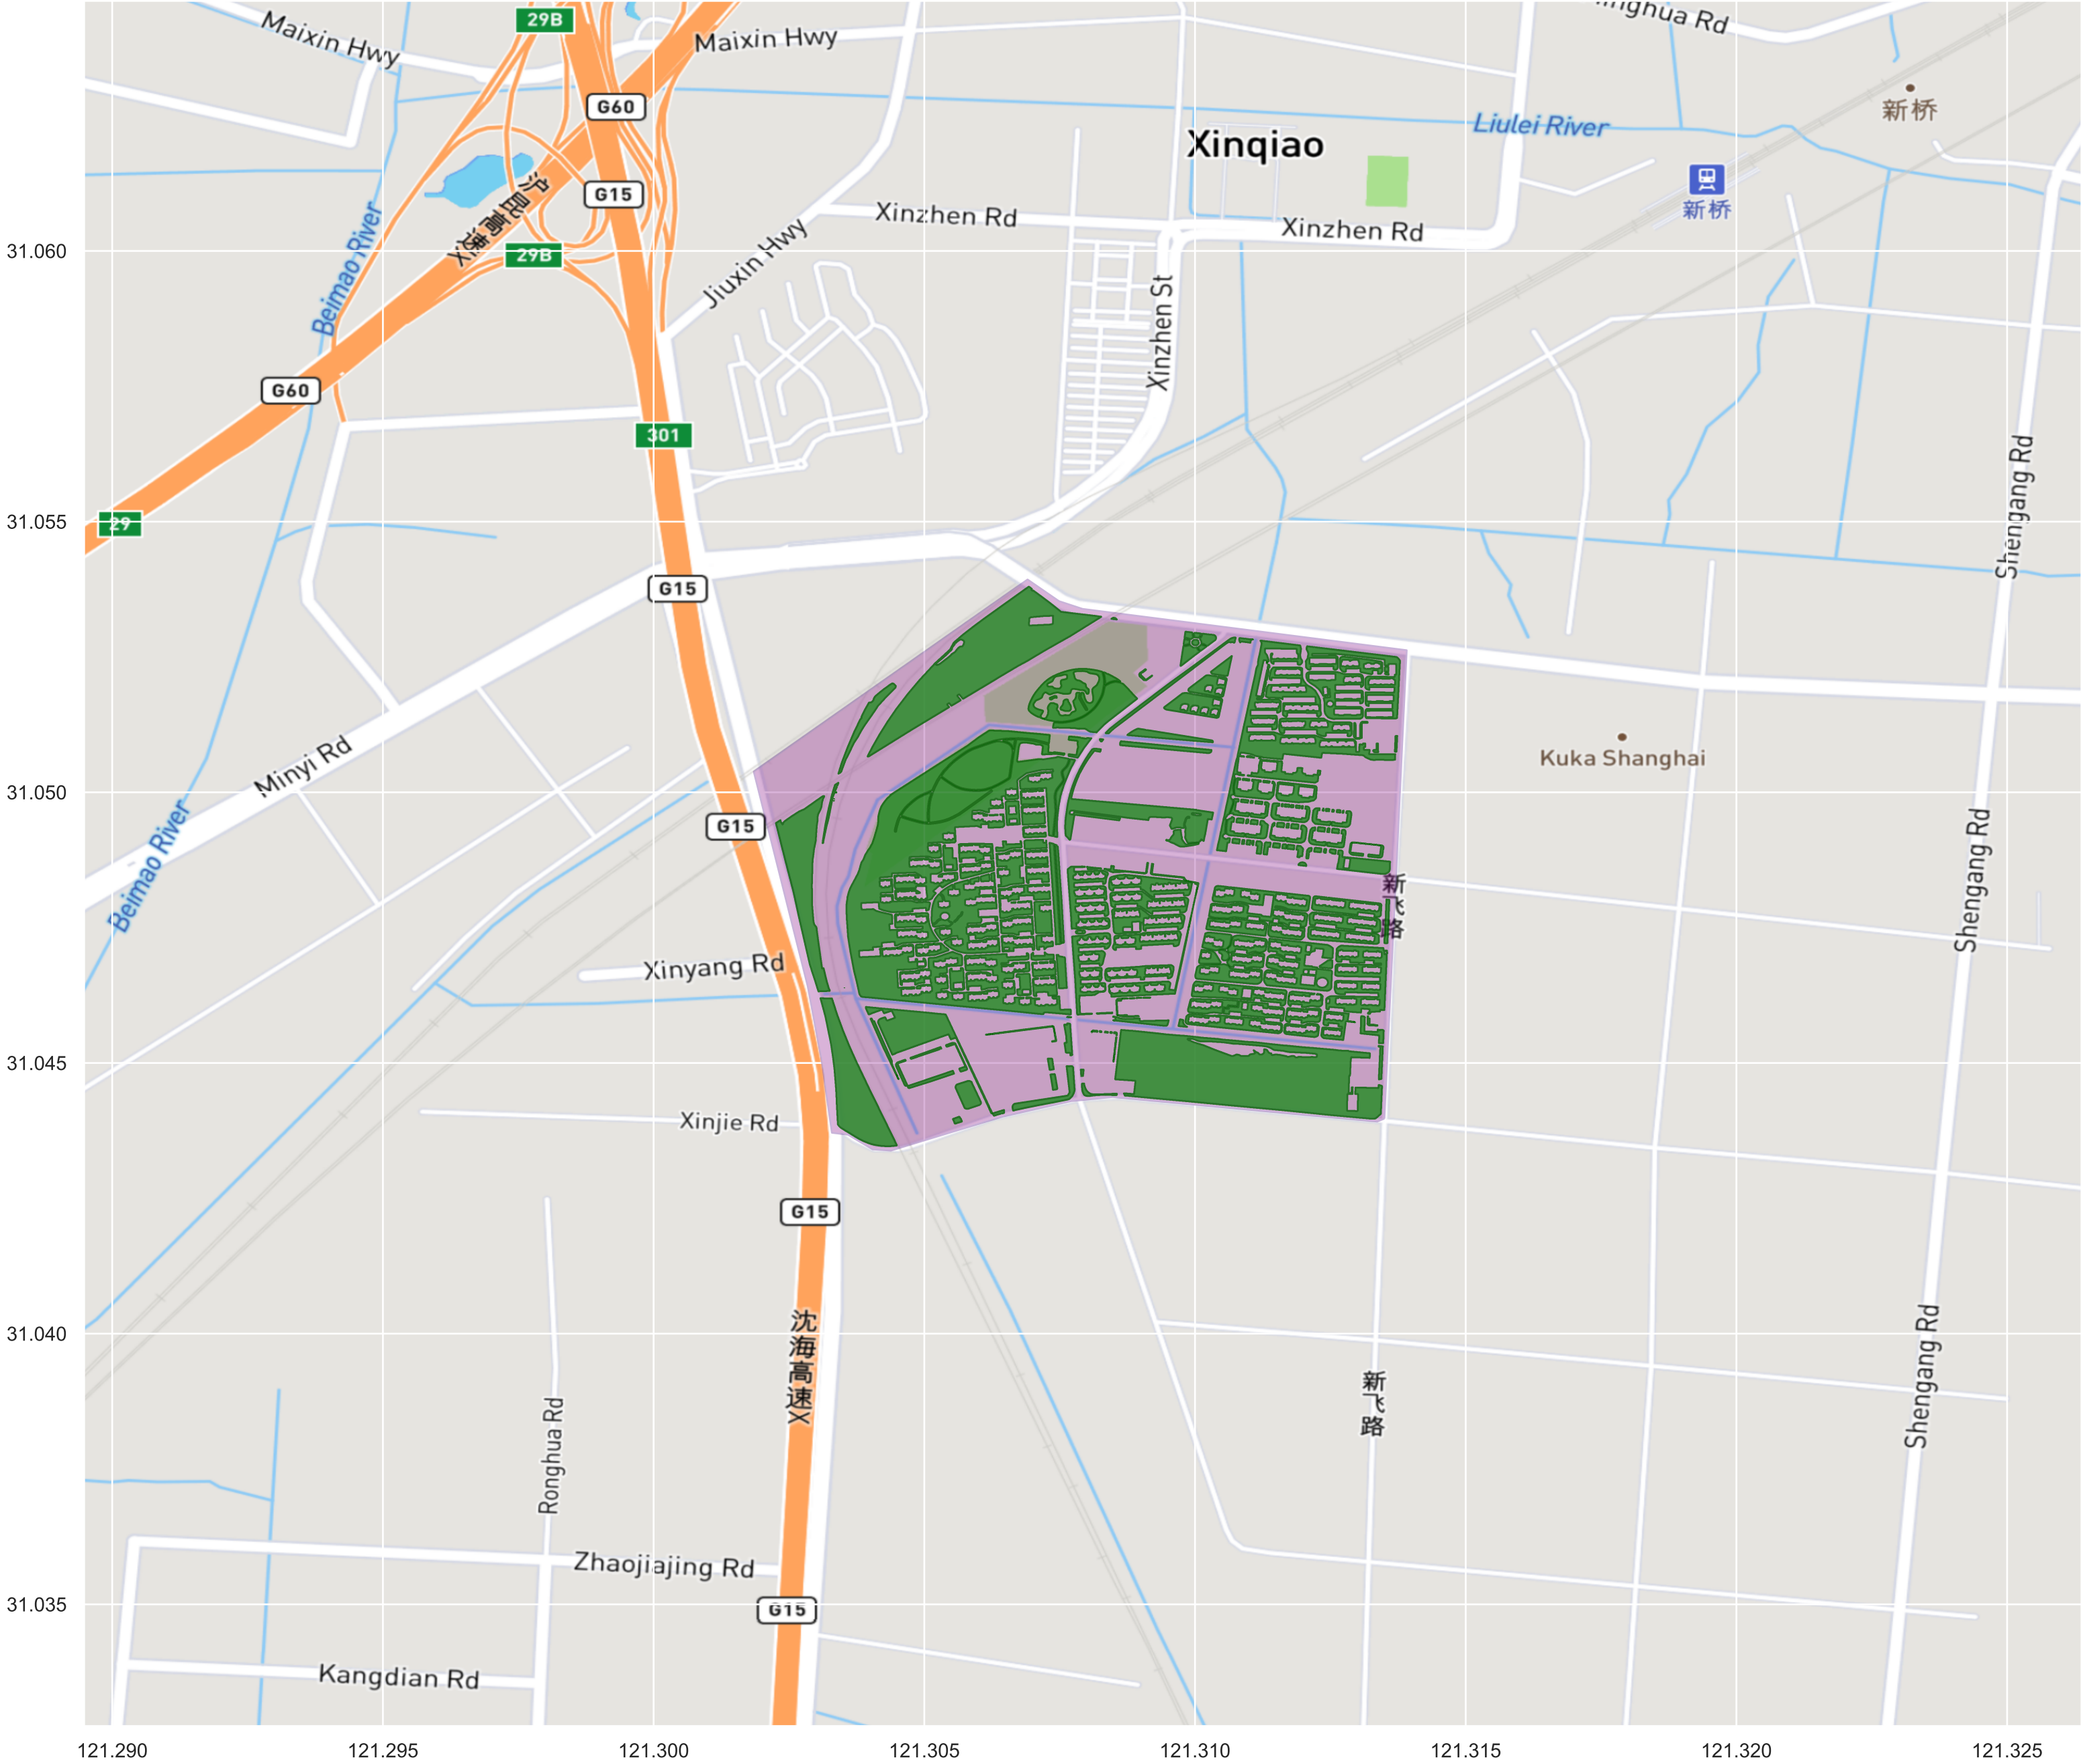 29B
Maixin Hwy
Maixin Hwy
G60
Liulei River
新桥
Xinqiao
新桥
G15
沪昆高速
Beimao River
Xinzhen Rd
Xinzhen Rd
31.060
29B
Jiuxin Hwy
Xinzhen St
G60
301
Shengang Rd
31.055
29
G15
Minyi Rd
Kuka Shanghai
31.050
G15
Beimao River
Shengang Rd
新飞路
Xinyang Rd
31.045
Xinjie Rd
G15
31.040
沈海高速
Shengang Rd
新飞路
Ronghua Rd
Zhaojiajing Rd
31.035
G15
Kangdian Rd
121.290
121.295
121.300
121.305
121.310
121.315
121.320
121.325